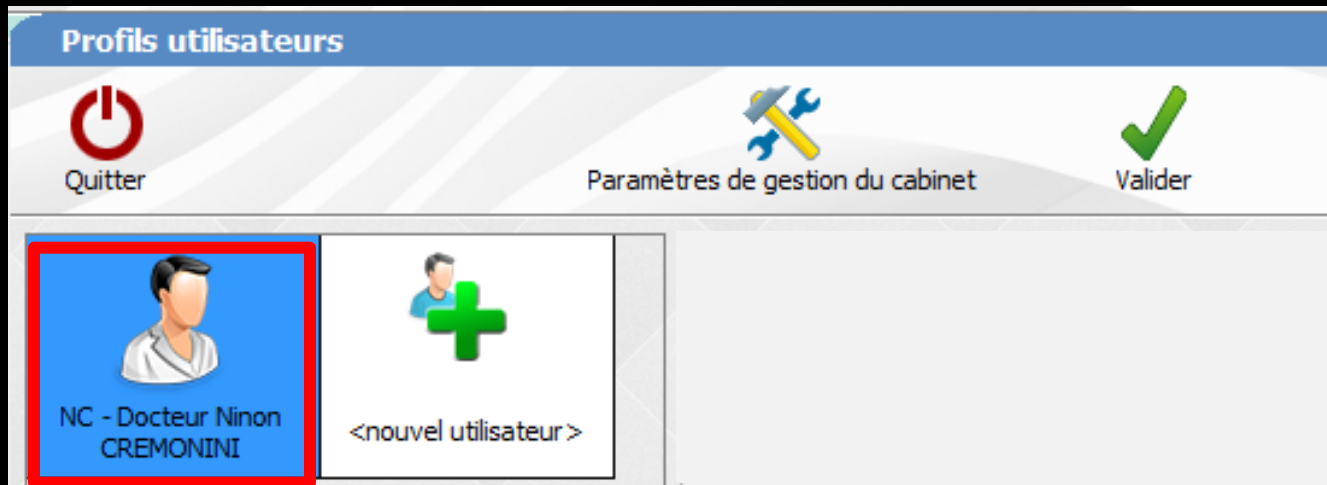 Profils utilisateurs
Quitter
Paramètres de gestion du cabinet
Valider
NC - Docteur Ninon
CREMONINI
<nouvel utilisateur>